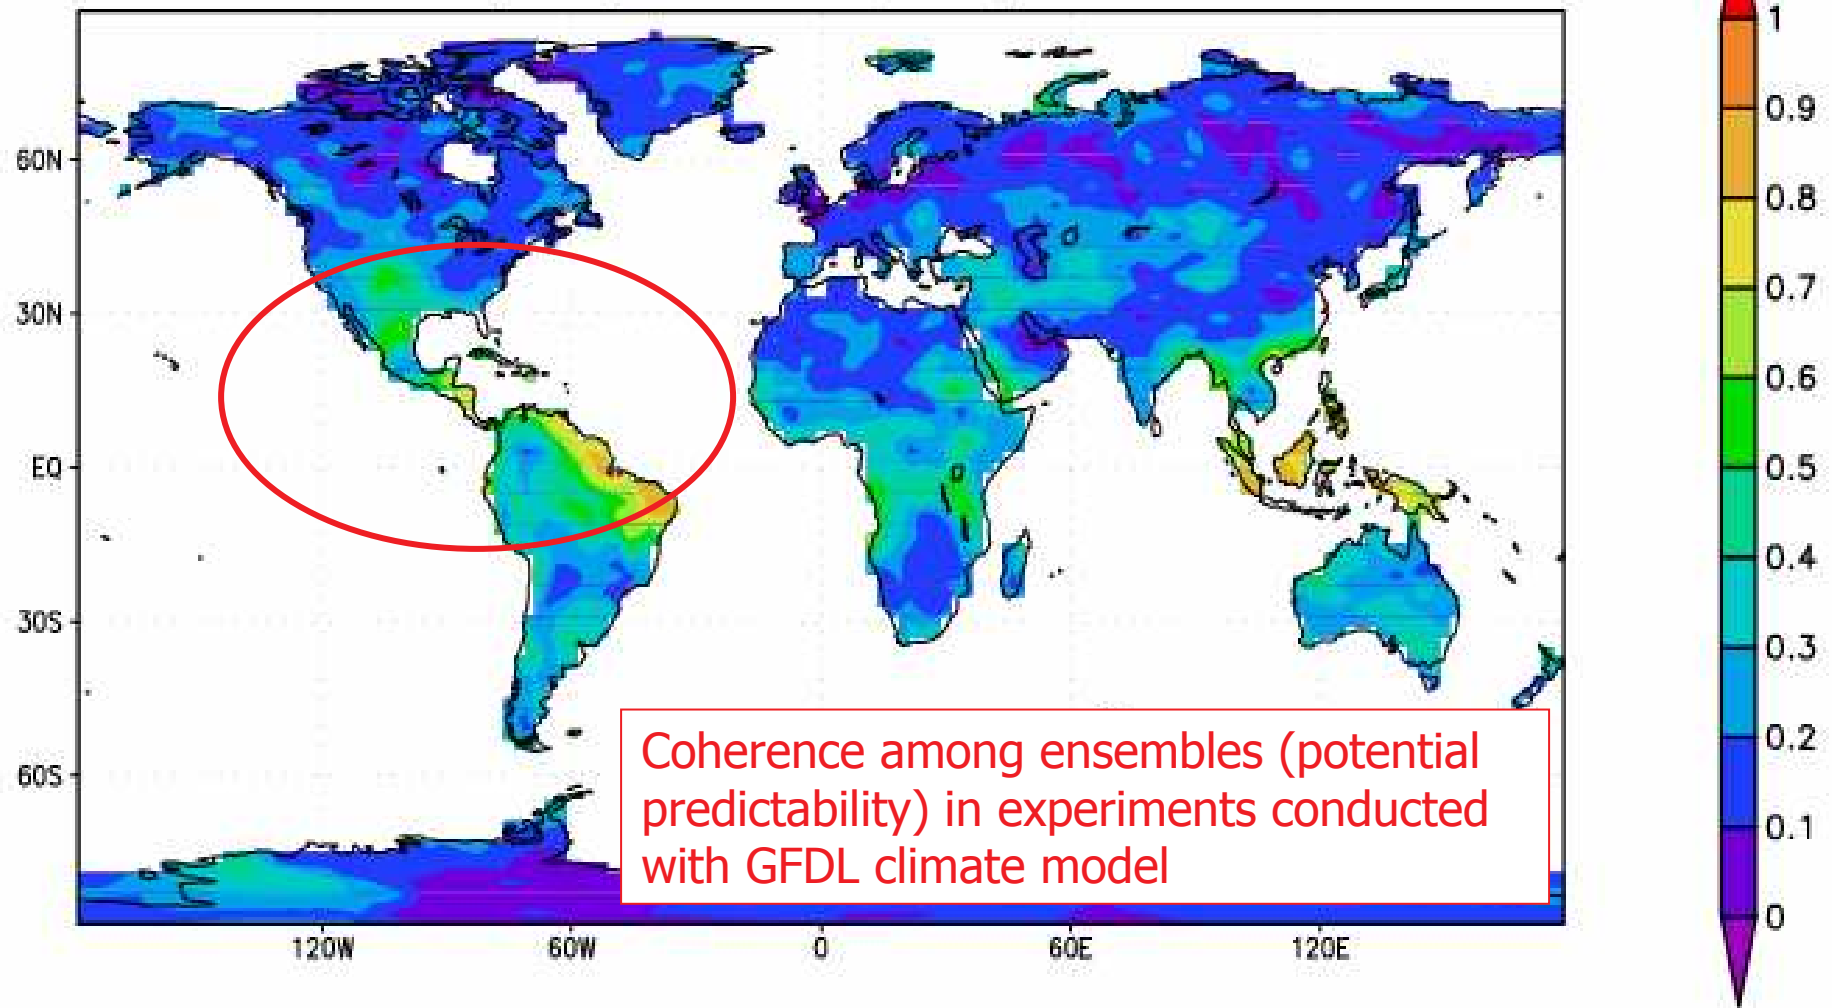 60N
30N
EQ
30S
60S
120W 60W 0 60E 120E
1
0.9
0.8
0.7
0.6
0.5
0.4
0.3
0.2
0.1
0
Coherence among ensembles (potential
predictability) in experiments conducted
with GFDL climate model